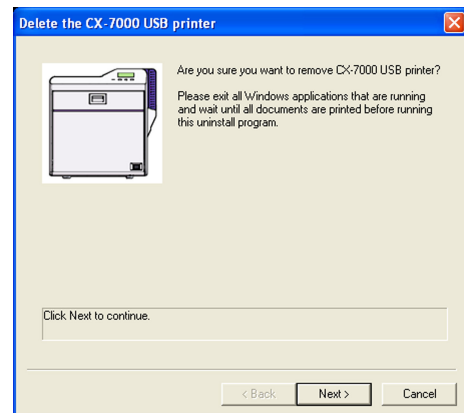 Delete the CX-7000 USB printer
Are you sure you want to remove CX-7000 USB printer?
Please exit all Windows applications that are running
and wait until all documents are printed before running
this uninstall program.
Click Next to continue.
< Back Next > Cancel